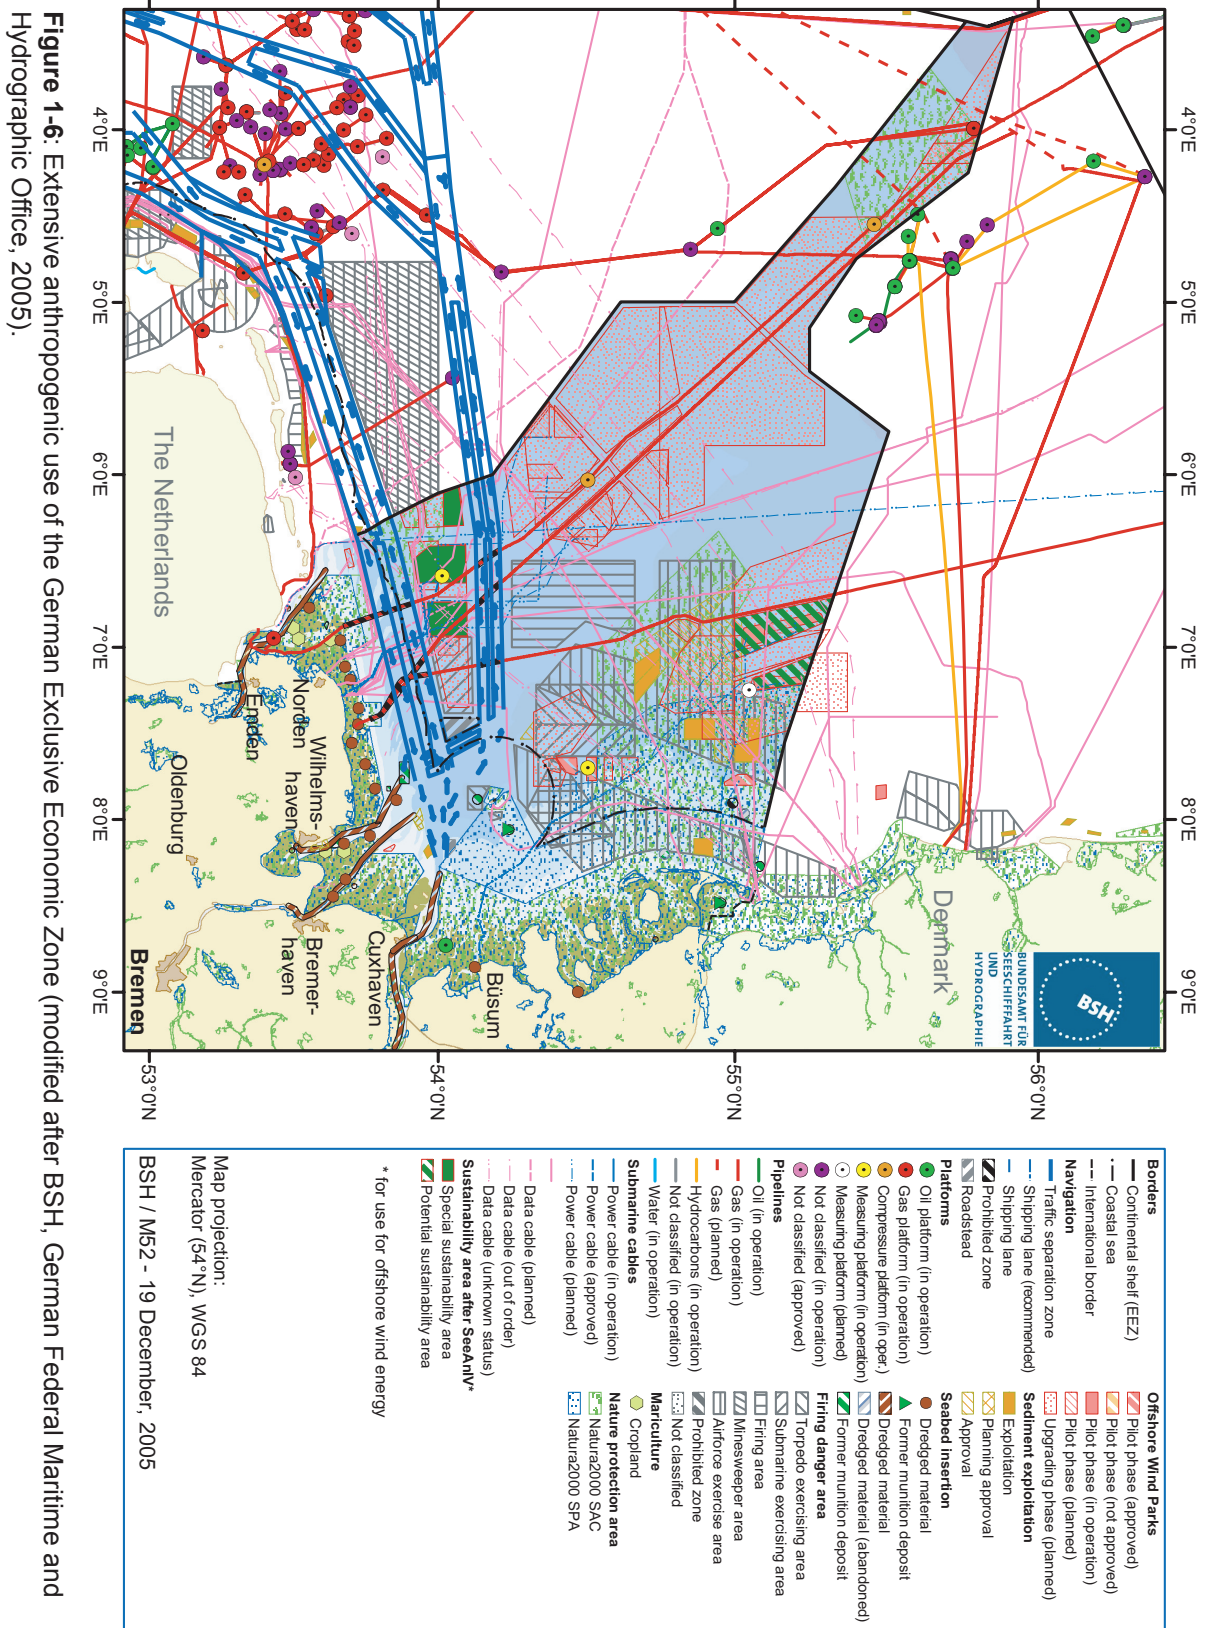 4°0'E
5°0'E
6°0'E
7°0'E
8°0'E
9°0'E
BSH
BUNDESAMT FÜR
SEESCHIFFFAHRT
UND
HYDROGRAPHIE
Denmark
56°0'N
55°0'N
54°0'N
53°0'N
Büsum
Cuxhaven
The Netherlands
Norden
Emden
Wilhelms-
haven
Bremer-
haven
Oldenburg
Bremen
4°0'E
5°0'E
6°0'E
7°0'E
8°0'E
9°0'E
Borders
Continental shelf (EEZ)
Coastal sea
International border
Navigation
Traffic separation zone
Shipping lane (recommended)
Shipping lane
Prohibited zone
Roadstead
Platforms
Oil platform (in operation)
Gas platform (in operation)
Compressure platform (in oper.)
Measuring platform (in operation)
Measuring platform (planned)
Not classified (in operation)
Not classified (approved)
Pipelines
Oil (in operation)
Gas (in operation)
Gas (planned)
Hydrocarbons (in operation)
Not classified (in operation)
Water (in operation)
Submarine cables
Power cable (in operation)
Power cable (approved)
Power cable (planned)
Data cable (planned)
Data cable (out of order)
Data cable (unknown status)
Sustainability area after SeeAnlV*
Special sustainability area
Potential sustainability area
* for use for offshore wind energy
Offshore Wind Parks
Pilot phase (approved)
Pilot phase (not approved)
Pilot phase (in operation)
Pilot phase (planned)
Upgrading phase (planned)
Sediment exploitation
Exploitation
Planning approval
Approval
Seabed insertion
Dredged material
Former munition deposit
Dredged material
Dredged material (abandoned)
Former munition deposit
Firing danger area
Torpedo exercising area
Submarine exercising area
Firing area
Minesweeper area
Airforce exercise area
Prohibited zone
Not classified
Mariculture
Cropland
Nature protection area
Natura2000 SAC
Natura2000 SPA
Map projection:
Mercator (54°N), WGS 84
BSH / M52 - 19 December, 2005
Figure 1-6: Extensive anthropogenic use of the German Exclusive Economic Zone (modified after BSH, German Federal Maritime and
Hydrographic Office, 2005).